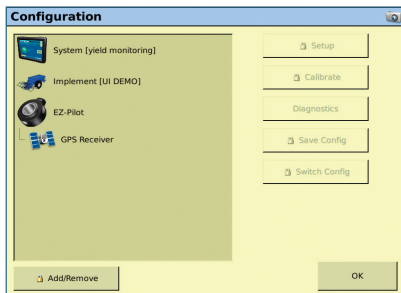 Configuration
System [yield monitoring]
Implement [UI DEMO]
EZ-Pilot
GPS Receiver
Setup
Calibrate
Diagnostics
Save Config
Switch Config
Add/Remove
OK